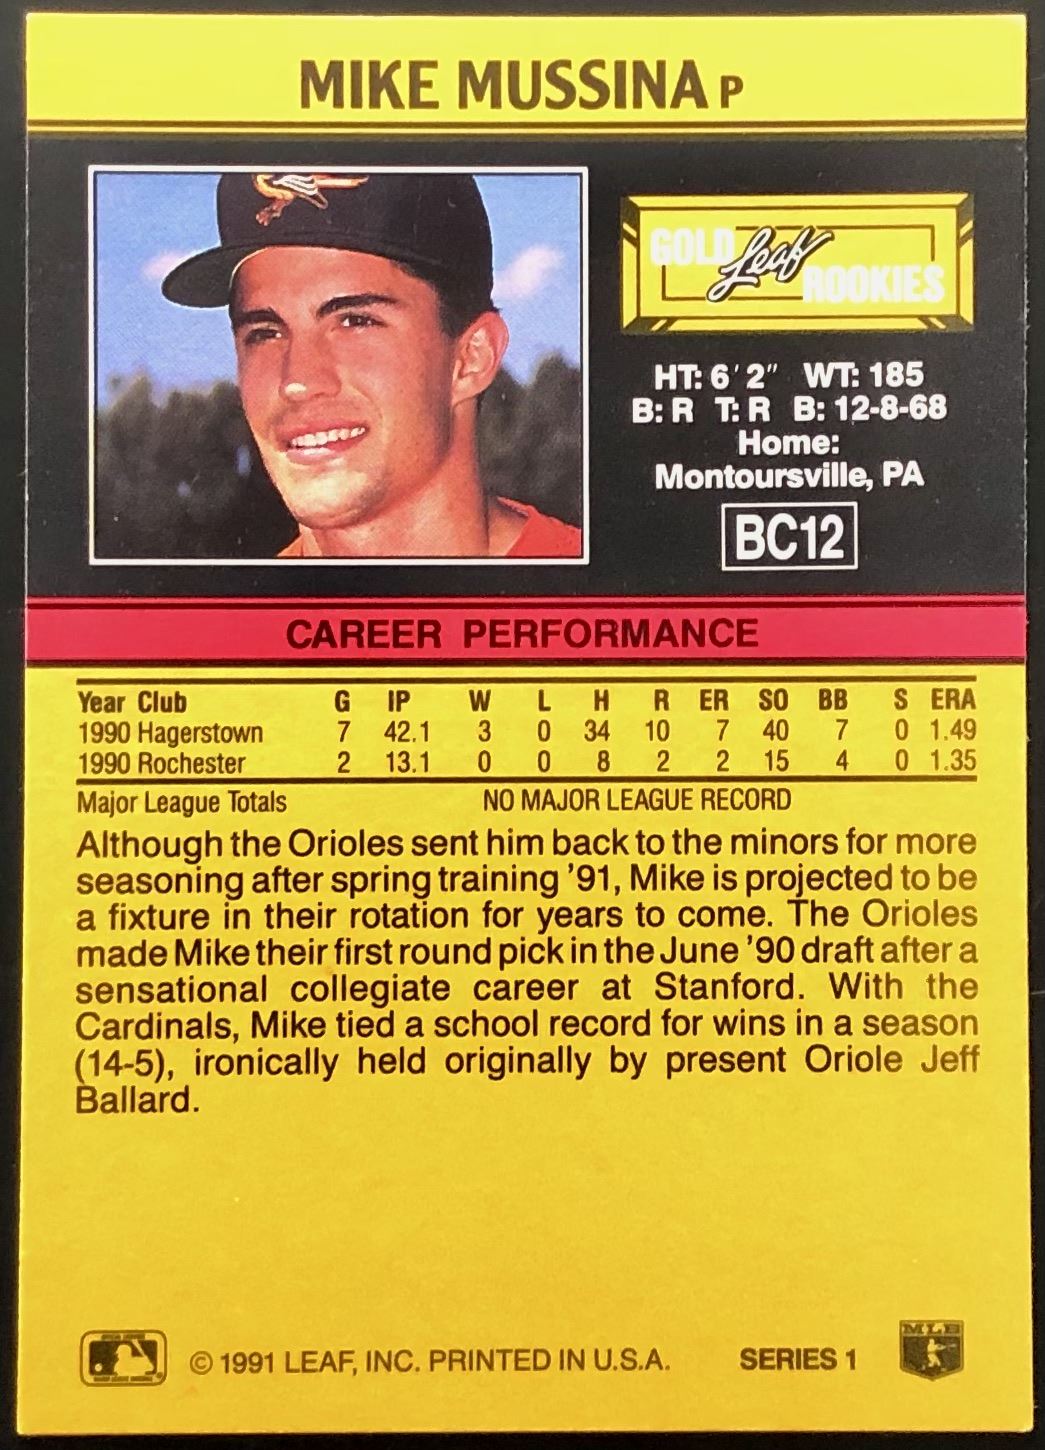 MIKE MUSSINA P
GOLD Leaf ROOKIES
HT: 6'2" WT: 185
B: R T: R B: 12-8-68
Home:
Montoursville, PA
BC12
CAREER PERFORMANCE
Year Club G IP W L H R ER SO BB S ERA
1990 Hagerstown 7 42.1 3 0 34 10 7 40 7 0 1.49
1990 Rochester 2 13.1 0 0 8 2 2 15 4 0 1.35
Major League Totals NO MAJOR LEAGUE RECORD
Although the Orioles sent him back to the minors for more
seasoning after spring training '91, Mike is projected to be
a fixture in their rotation for years to come. The Orioles
made Mike their first round pick in the June '90 draft after a
sensational collegiate career at Stanford. With the
Cardinals, Mike tied a school record for wins in a season
(14-5), ironically held originally by present Oriole Jeff
Ballard.
© 1991 LEAF, INC. PRINTED IN U.S.A. SERIES 1
MLB